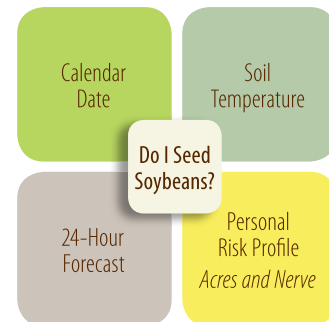 Calendar
Date
Soil
Temperature
Do I Seed
Soybeans?
24-Hour
Forecast
Personal
Risk Profile
Acres and Nerve